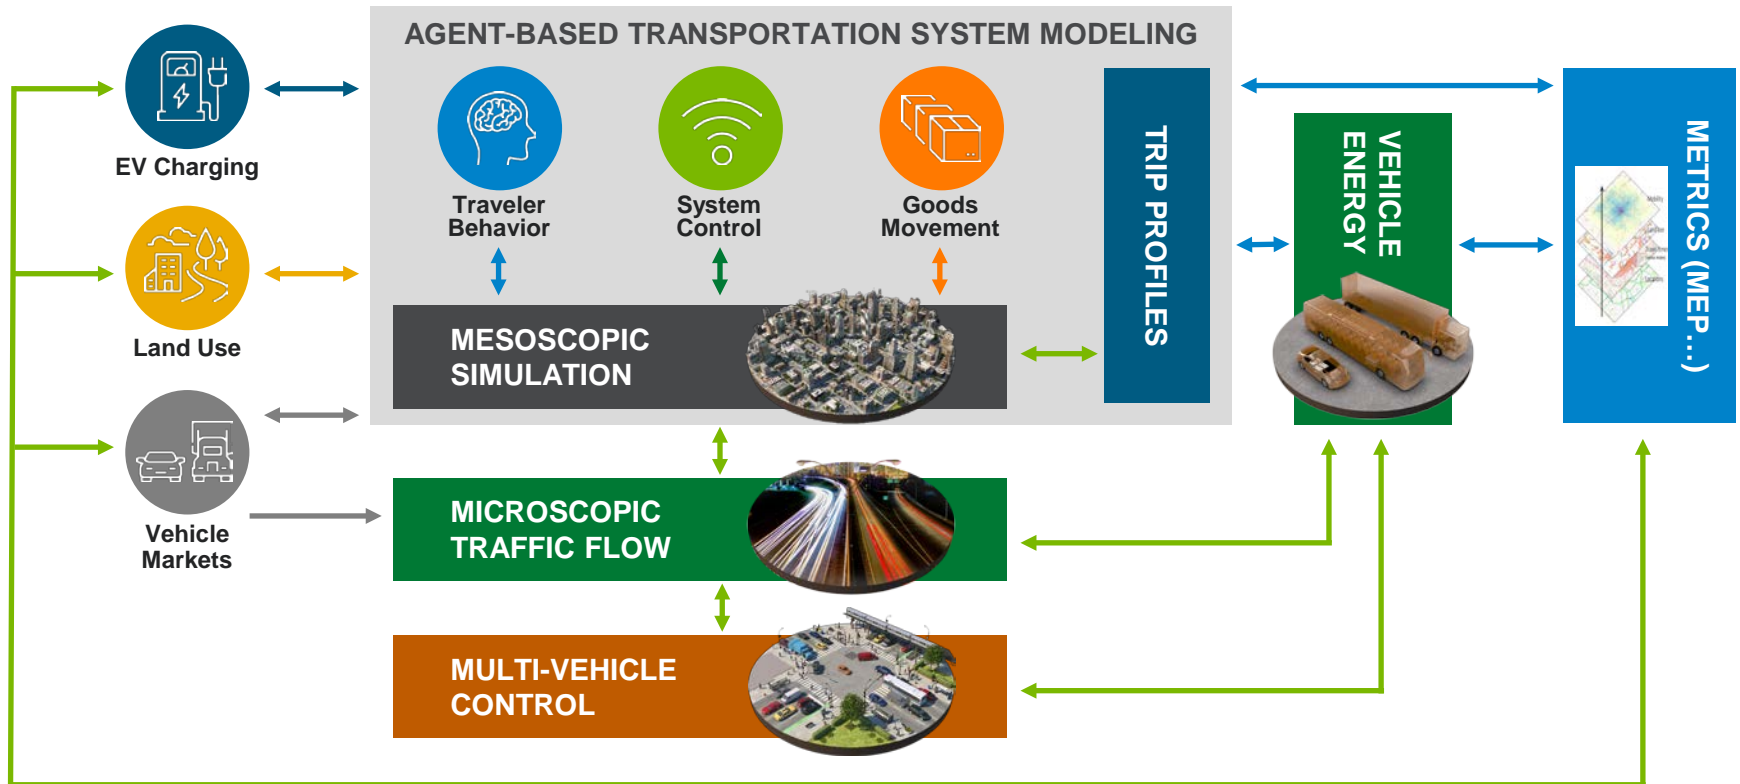 AGENT-BASED TRANSPORTATION SYSTEM MODELING
EV Charging
Land Use
Vehicle
Markets
Traveler
Behavior
System
Control
Goods
Movement
MESOSCOPIC
SIMULATION
TRIP PROFILES
VEHICLE
ENERGY
METRICS (MEP...)
MICROSCOPIC
TRAFFIC FLOW
MULTI-VEHICLE
CONTROL